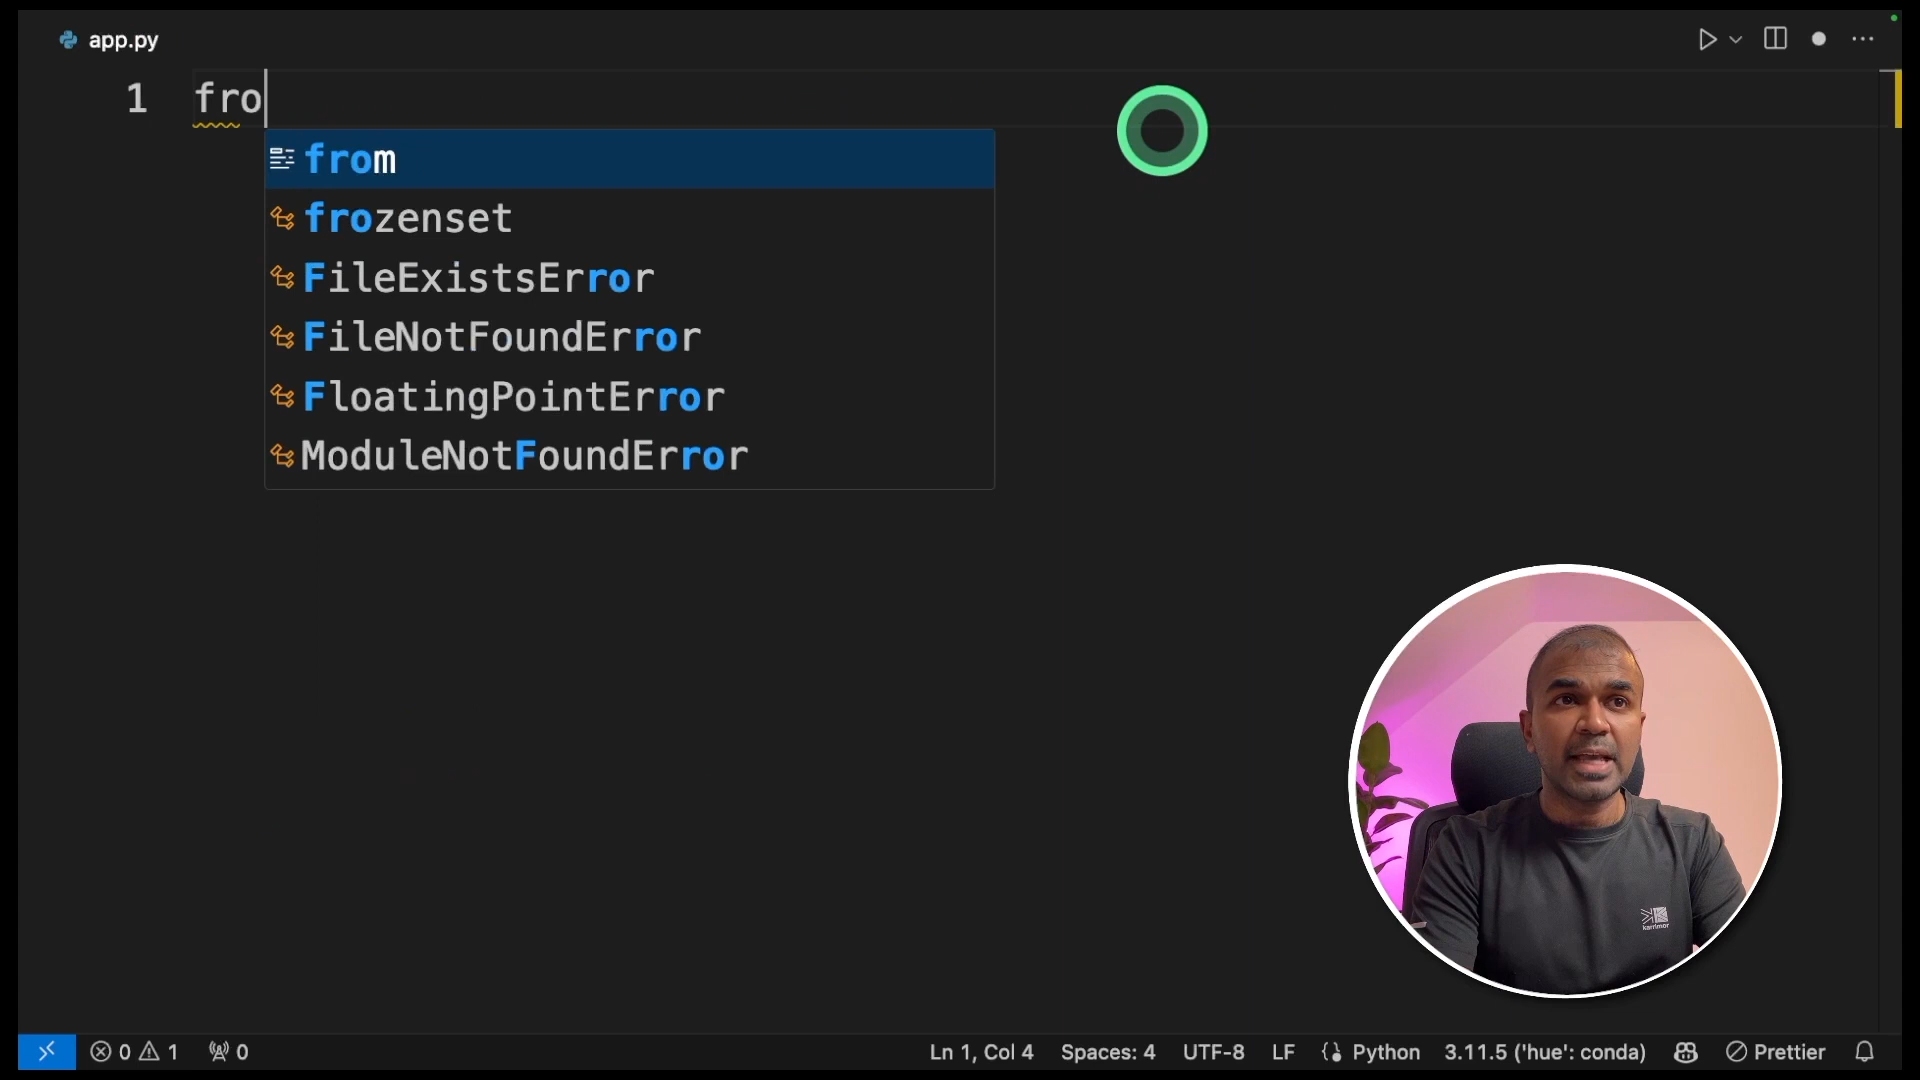 app.py
1 fro
from
frozenset
FileExistsError
FileNotFoundError
FloatingPointError
ModuleNotFoundError
karrimor
0 1 0 Ln 1, Col 4 Spaces: 4 UTF-8 LF Python 3.11.5 ('hue': conda) Prettier